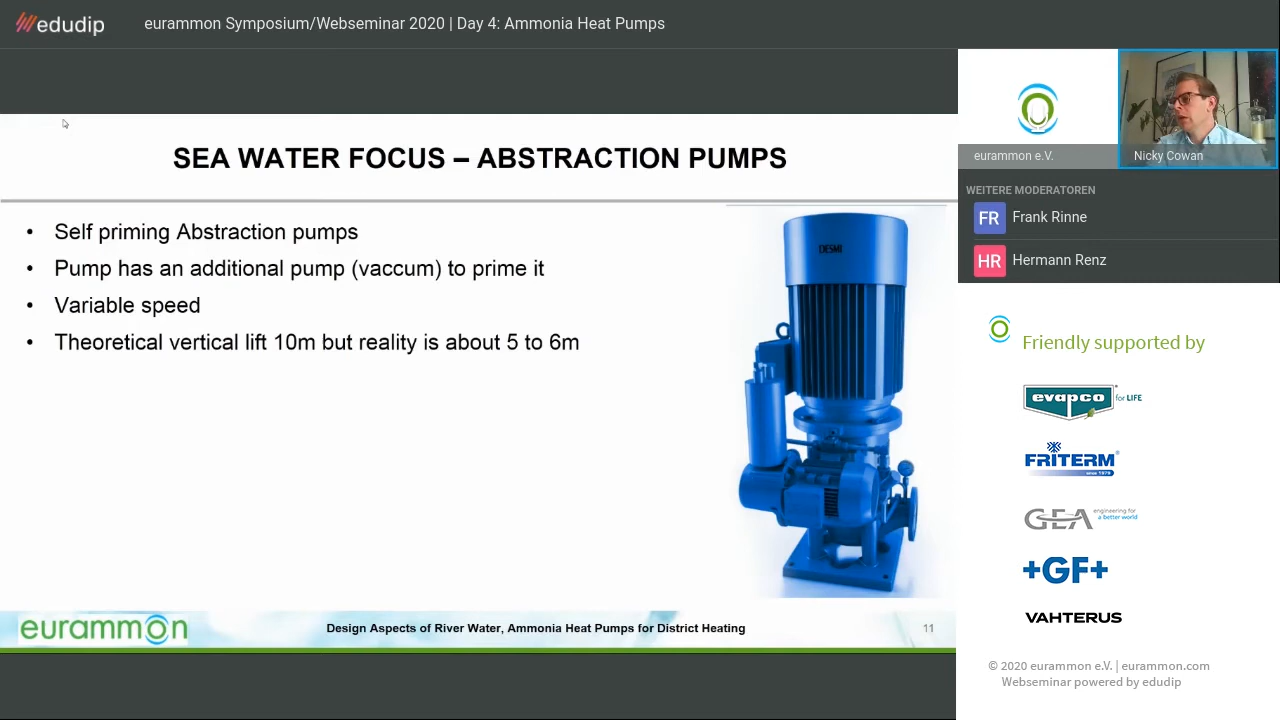 edudip
eurammon Symposium/Webseminar 2020 | Day 4: Ammonia Heat Pumps
SEA WATER FOCUS – ABSTRACTION PUMPS
• Self priming Abstraction pumps
• Pump has an additional pump (vaccum) to prime it
• Variable speed
• Theoretical vertical lift 10m but reality is about 5 to 6m
DESMI
eurammon
Design Aspects of River Water, Ammonia Heat Pumps for District Heating
11
eurammon e.V.
Nicky Cowan
WEITERE MODERATOREN
FR Frank Rinne
HR Hermann Renz
Friendly supported by
evapco for LIFE
FRITERM
since 1979
GEA engineering for
a better world
+GF+
VAHTERUS
© 2020 eurammon e.V. | eurammon.com
Webseminar powered by edudip